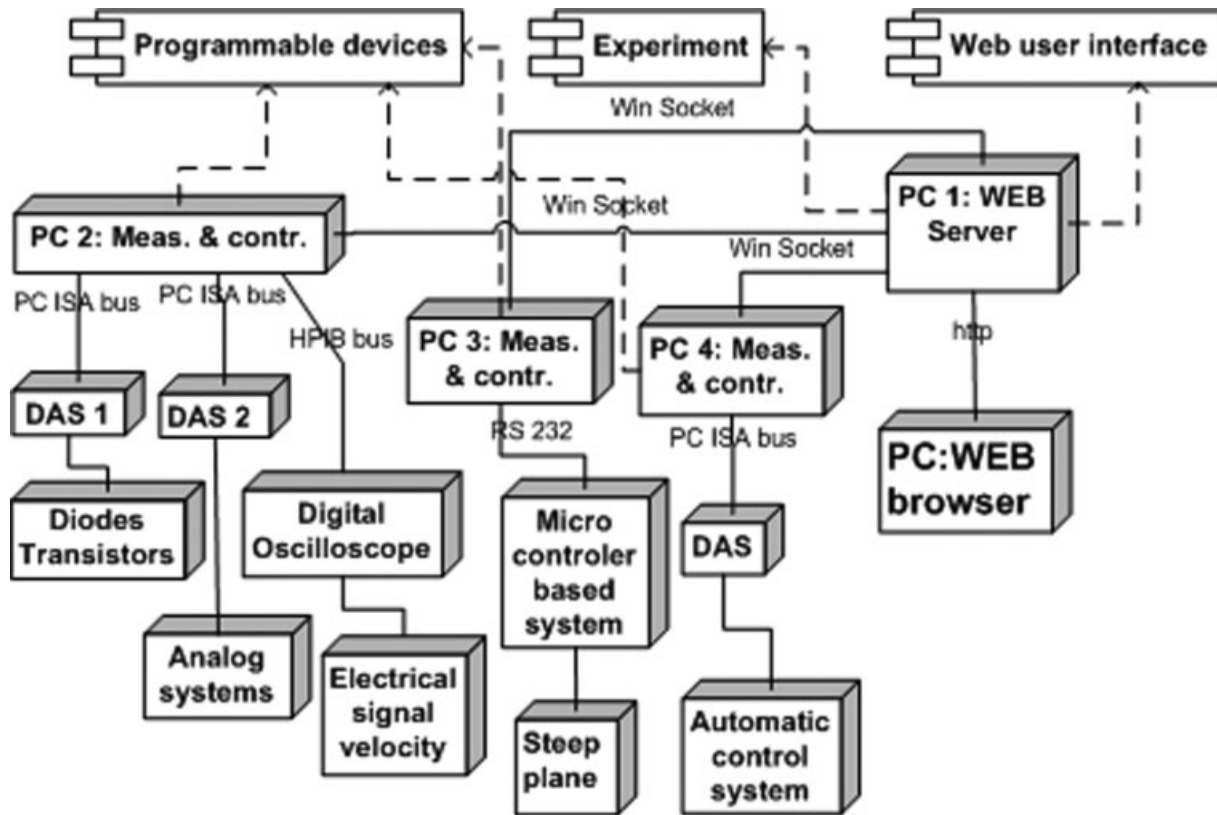 Programmable devices
Experiment
Web user interface
Win Socket
PC 1: WEB
Server
Win Socket
PC 2: Meas. & contr.
Win Socket
PC ISA bus
PC ISA bus
HPIB bus
PC 3: Meas.
& contr.
PC 4: Meas.
& contr.
http
DAS 1
DAS 2
RS 232
PC ISA bus
PC:WEB
browser
Diodes
Transistors
Digital
Oscilloscope
Micro
controler
based
system
DAS
Analog
systems
Electrical
signal
velocity
Steep
plane
Automatic
control
system